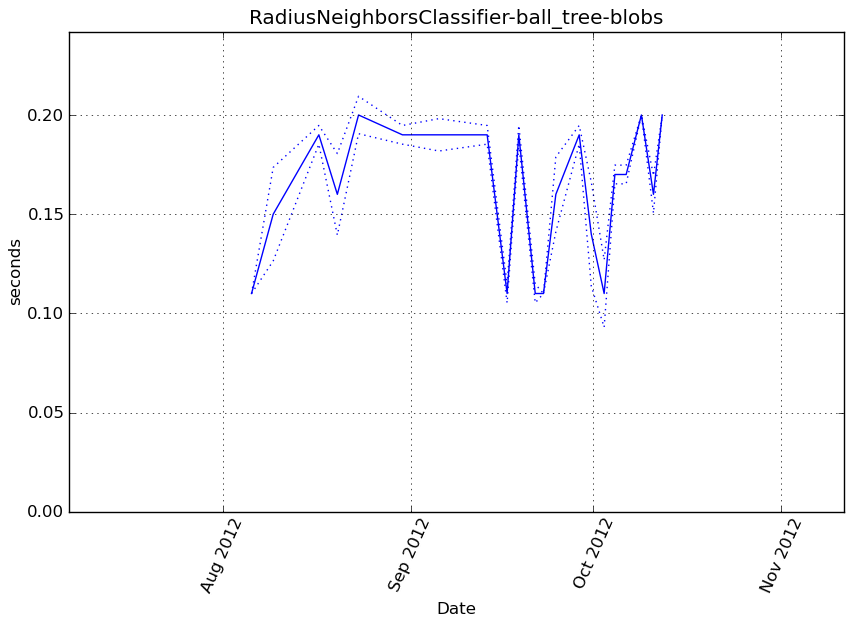 RadiusNeighborsClassifier-ball_tree-blobs
0.20
0.15
0.10
0.05
0.00
seconds
Aug 2012
Sep 2012
Oct 2012
Nov 2012
Date